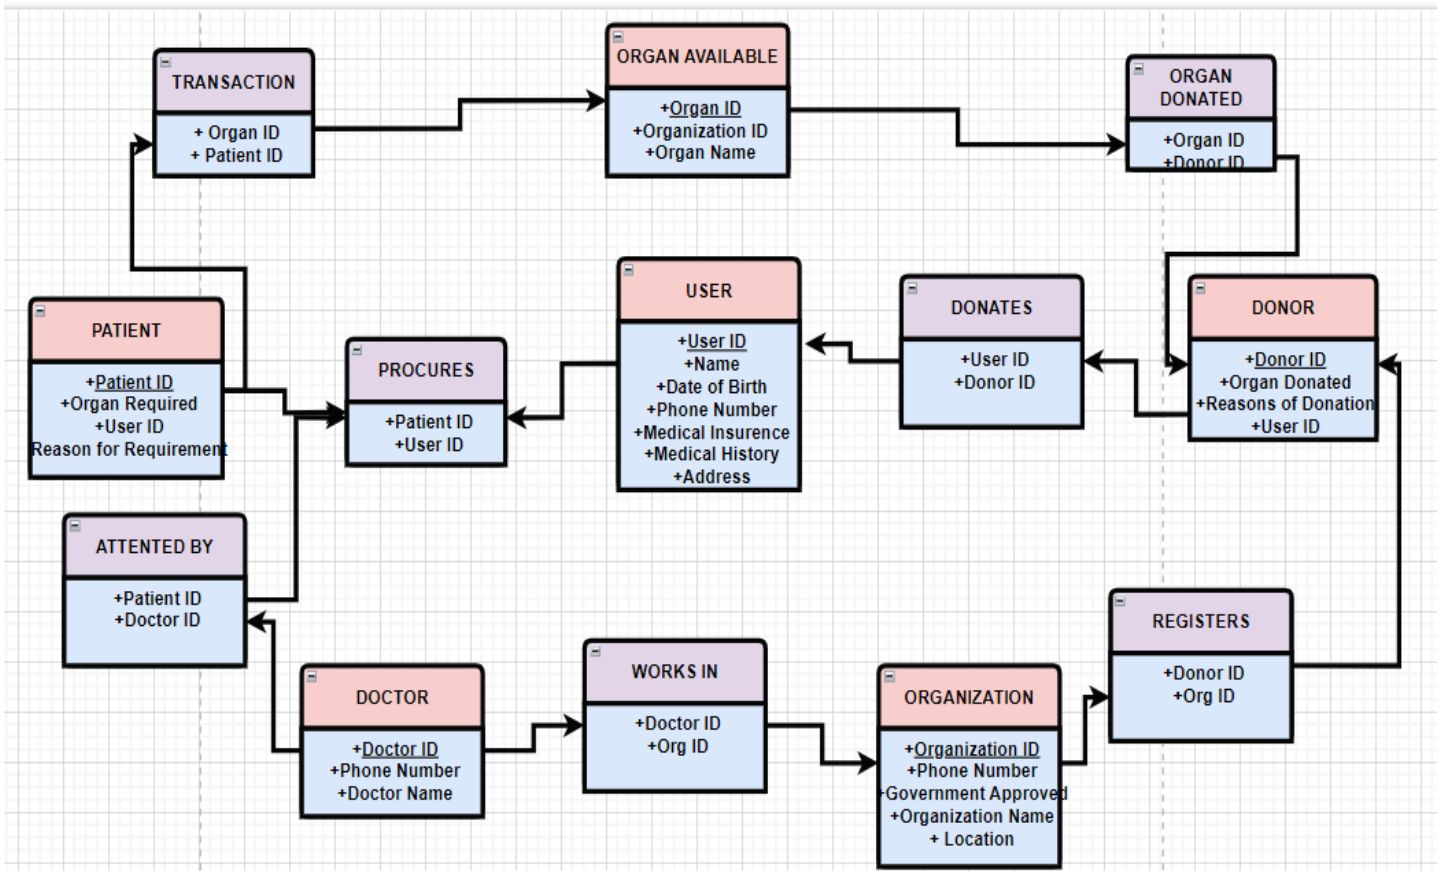 TRANSACTION
+ Organ ID
+ Patient ID
ORGAN AVAILABLE
+Organ ID
+Organization ID
+Organ Name
ORGAN
DONATED
+Organ ID
+Donor ID
PATIENT
+Patient ID
+Organ Required
+User ID
Reason for Requirement
PROCURES
+Patient ID
+User ID
USER
+User ID
+Name
+Date of Birth
+Phone Number
+Medical Insurence
+Medical History
+Address
DONATES
+User ID
+Donor ID
DONOR
+Donor ID
+Organ Donated
+Reasons of Donation
+User ID
ATTENTED BY
+Patient ID
+Doctor ID
DOCTOR
+Doctor ID
+Phone Number
+Doctor Name
WORKS IN
+Doctor ID
+Org ID
ORGANIZATION
+Organization ID
+Phone Number
+Government Approved
+Organization Name
+ Location
REGISTERS
+Donor ID
+Org ID